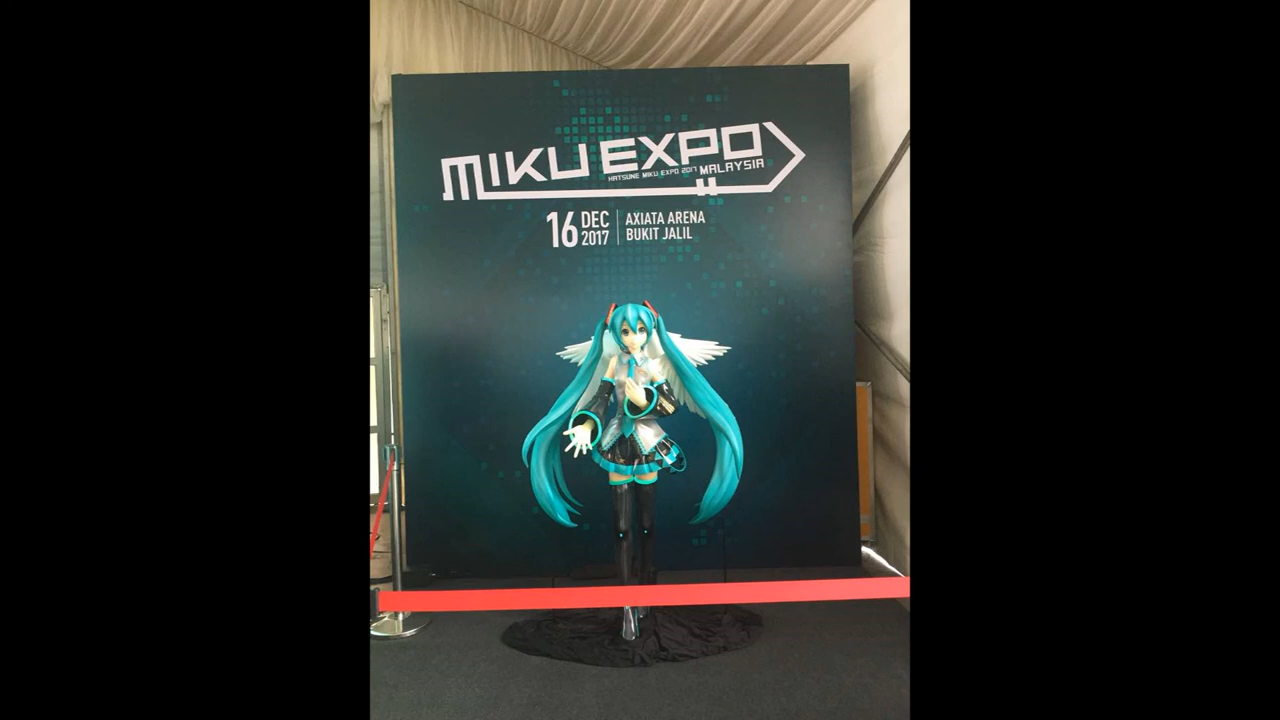 MIKU EXPO
HATSUNE MIKU EXPO 2017 MALAYSIA
16 DEC 2017
AXIATA ARENA
BUKIT JALIL